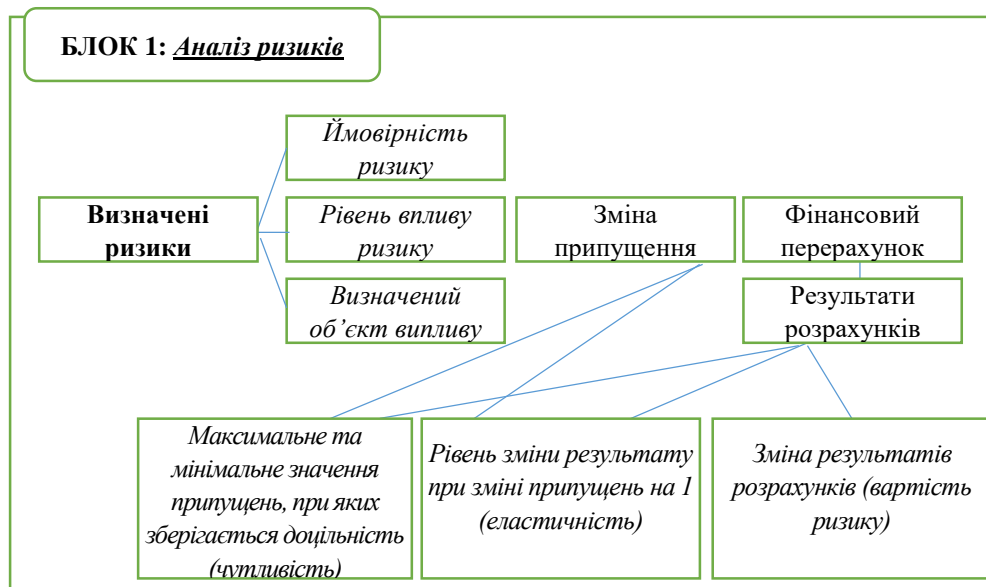 БЛОК 1: Аналіз ризиків
Ймовірність
ризику
Визначені
ризики
Рівень впливу
ризику
Зміна
припущення
Фінансовий
перерахунок
Визначений
об’єкт випливу
Результати
розрахунків
Максимальне та
мінімальне значення
припущень, при яких
зберігається доцільність
(чутливість)
Рівень зміни результату
при зміні припущень на 1
(еластичність)
Зміна результатів
розрахунків (вартість
ризику)